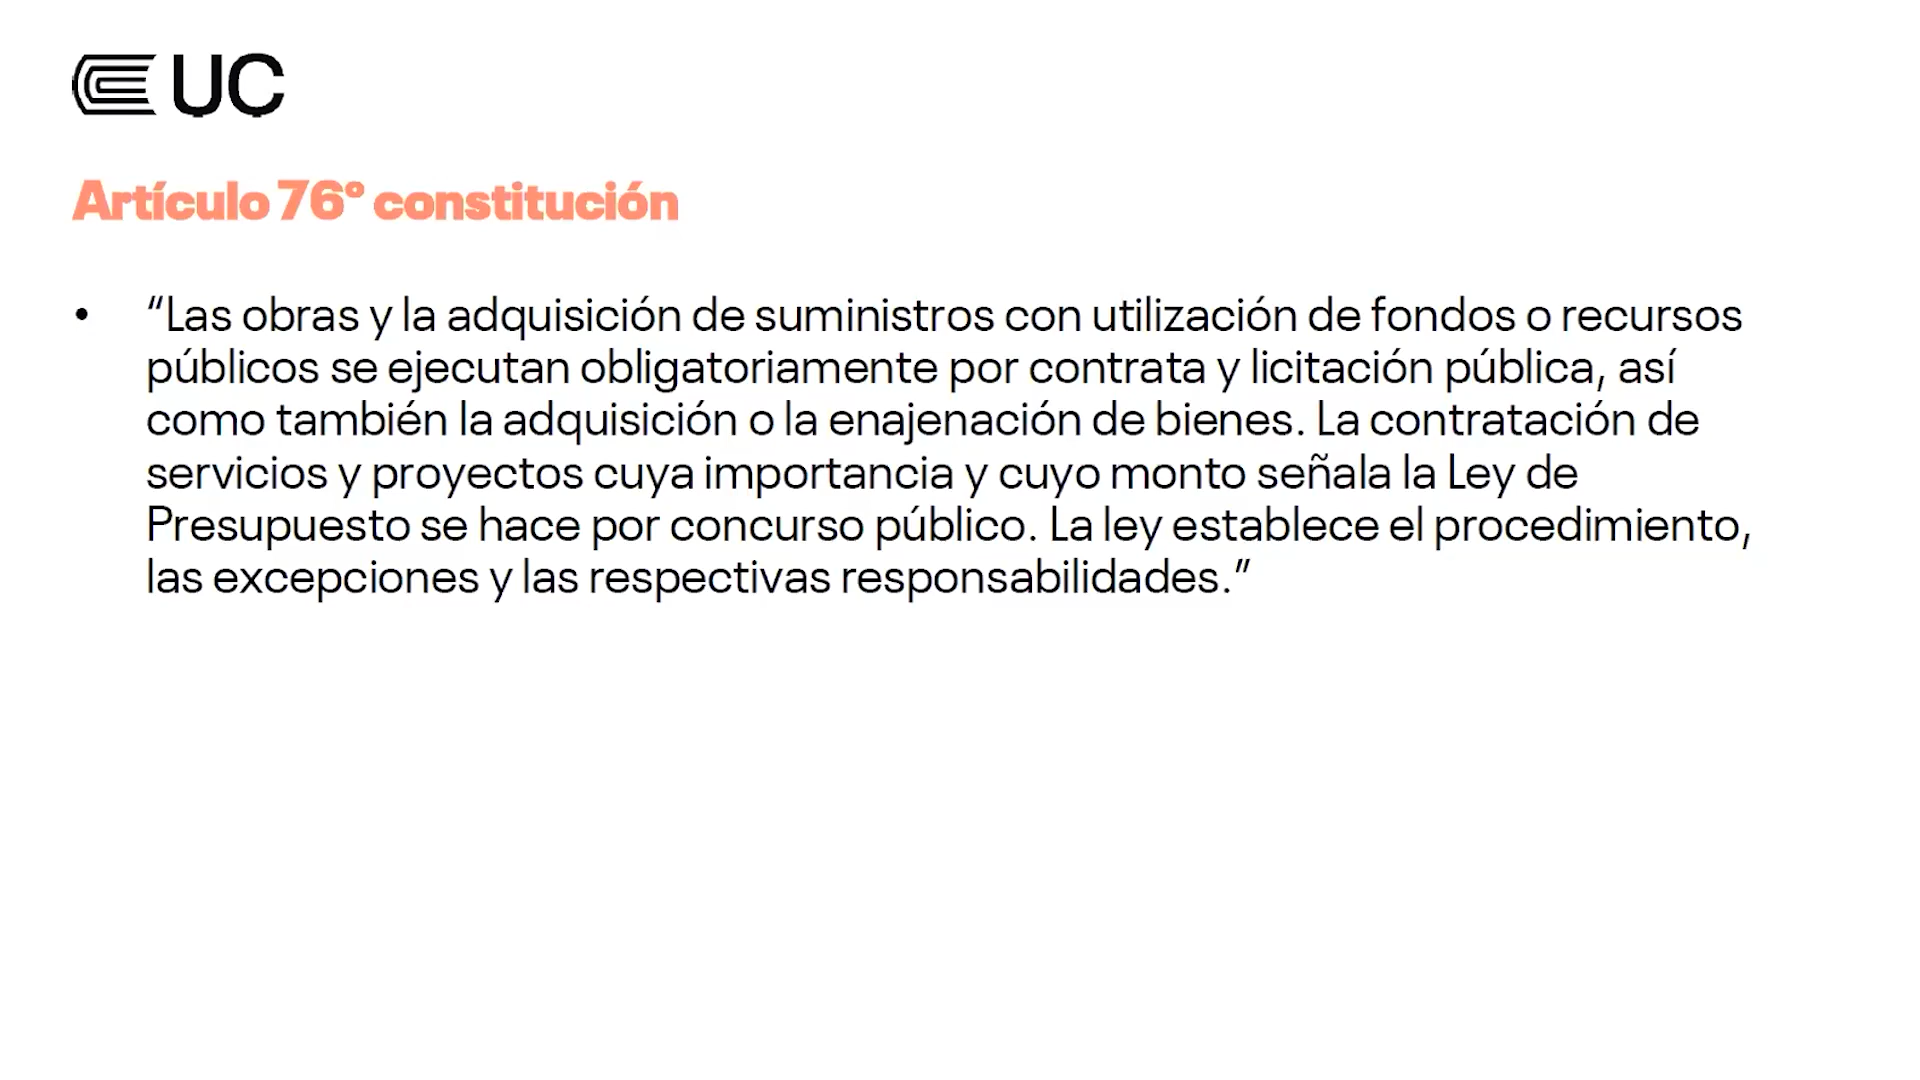 UC
Artículo 76° constitución
• “Las obras y la adquisición de suministros con utilización de fondos o recursos
públicos se ejecutan obligatoriamente por contrata y licitación pública, así
como también la adquisición o la enajenación de bienes. La contratación de
servicios y proyectos cuya importancia y cuyo monto señala la Ley de
Presupuesto se hace por concurso público. La ley establece el procedimiento,
las excepciones y las respectivas responsabilidades.”